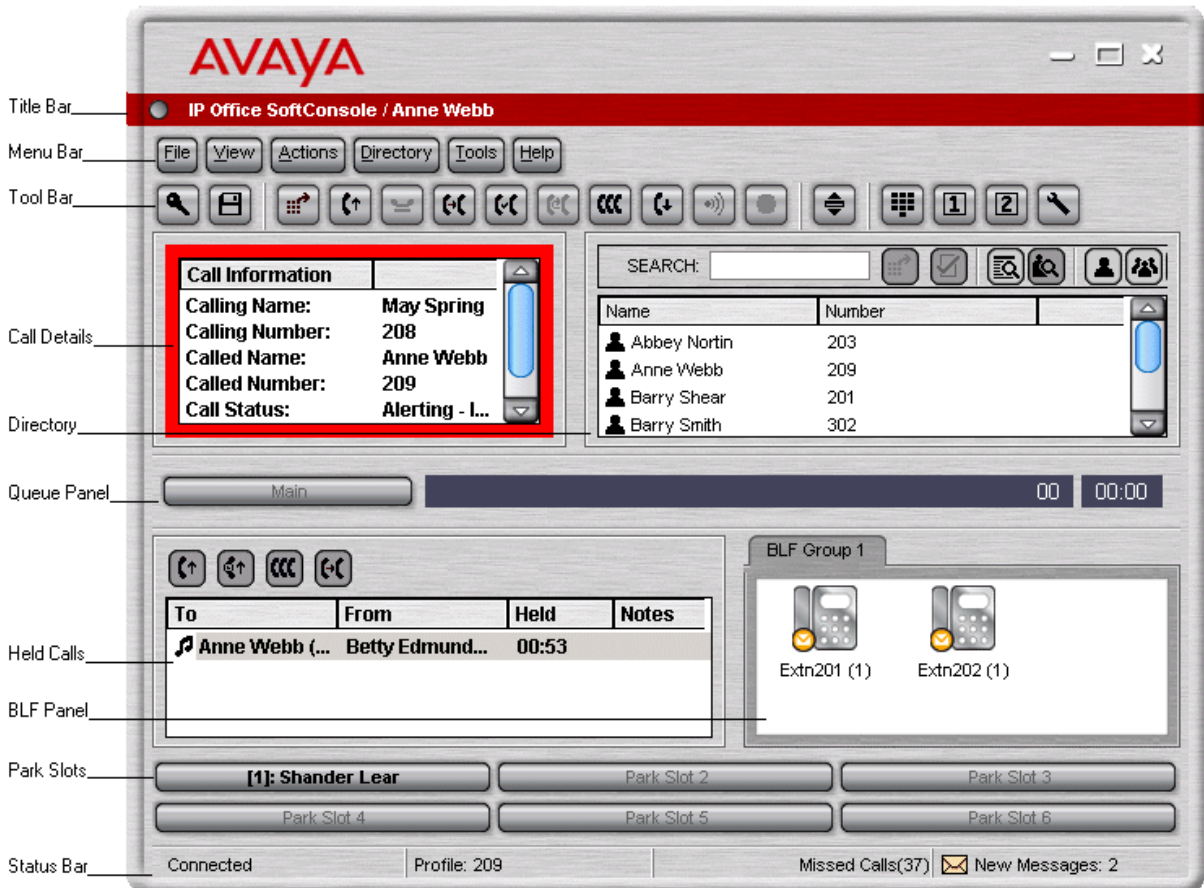 AVAYA
Title Bar
IP Office SoftConsole / Anne Webb
Menu Bar
File View Actions Directory Tools Help
Tool Bar
1 2
Call Details
Call Information
Calling Name: May Spring
Calling Number: 208
Called Name: Anne Webb
Called Number: 209
Call Status: Alerting - I...
Directory
SEARCH:
Name Number
Abbey Nortin 203
Anne Webb 209
Barry Shear 201
Barry Smith 302
Queue Panel
Main 00 00:00
Held Calls
To From Held Notes
Anne Webb (... Betty Edmund... 00:53
BLF Panel
BLF Group 1
Extn201 (1) Extn202 (1)
Park Slots
[1]: Shander Lear Park Slot 2 Park Slot 3
Park Slot 4 Park Slot 5 Park Slot 6
Status Bar
Connected Profile: 209 Missed Calls(37) New Messages: 2